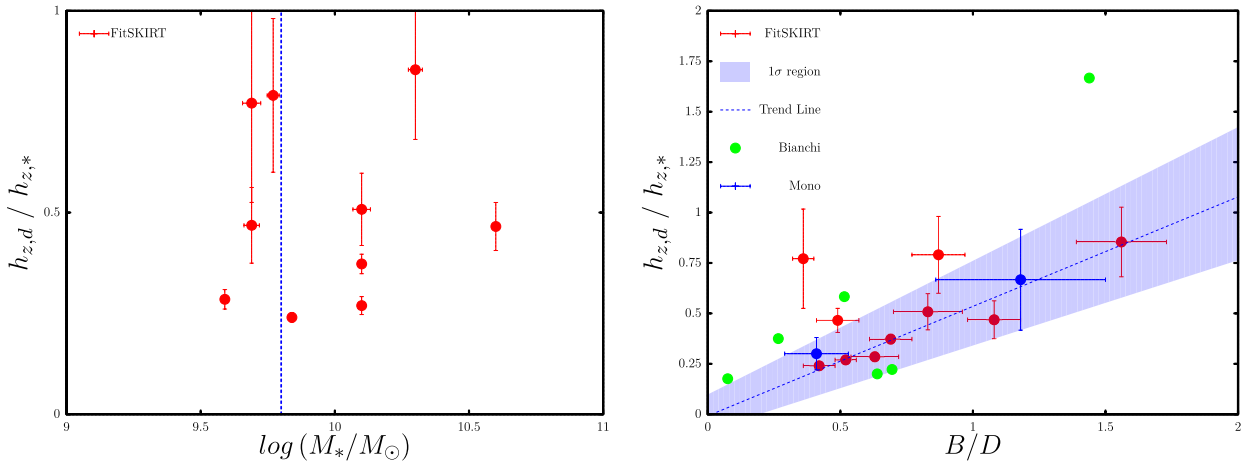 1
0.5
0
9
9.5
10
10.5
11
h_{z,d} / h_{z,*}
log (M_*/M_⊙)
FitSKIRT
2
1.75
1.5
1.25
1
0.75
0.5
0.25
0
0
0.5
1
1.5
2
h_{z,d} / h_{z,*}
B/D
FitSKIRT
1σ region
Trend Line
Bianchi
Mono